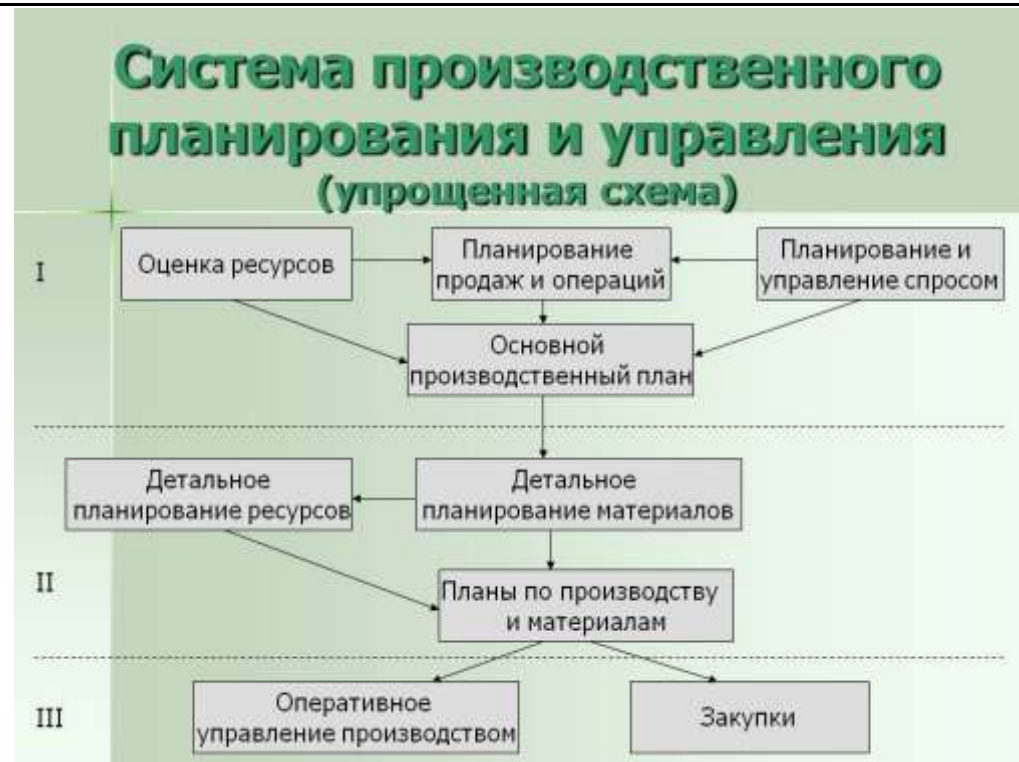 Система производственного
планирования и управления
(упрощенная схема)
I
Оценка ресурсов
Планирование
продаж и операций
Планирование и
управление спросом
Основной
производственный план
Детальное
планирование ресурсов
Детальное
планирование материалов
II
Планы по производству
и материалам
III
Оперативное
управление производством
Закупки